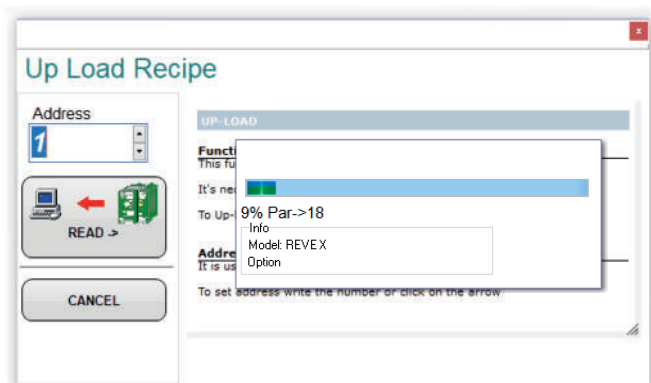 x
Up Load Recipe
Address
1
READ ->
CANCEL
UP-LOAD
Functi
This fu
It's nec
To Up-
Addre
It is us
To set address write the number or click on the arrow
9% Par->18
Info
Model: REVE X
Option